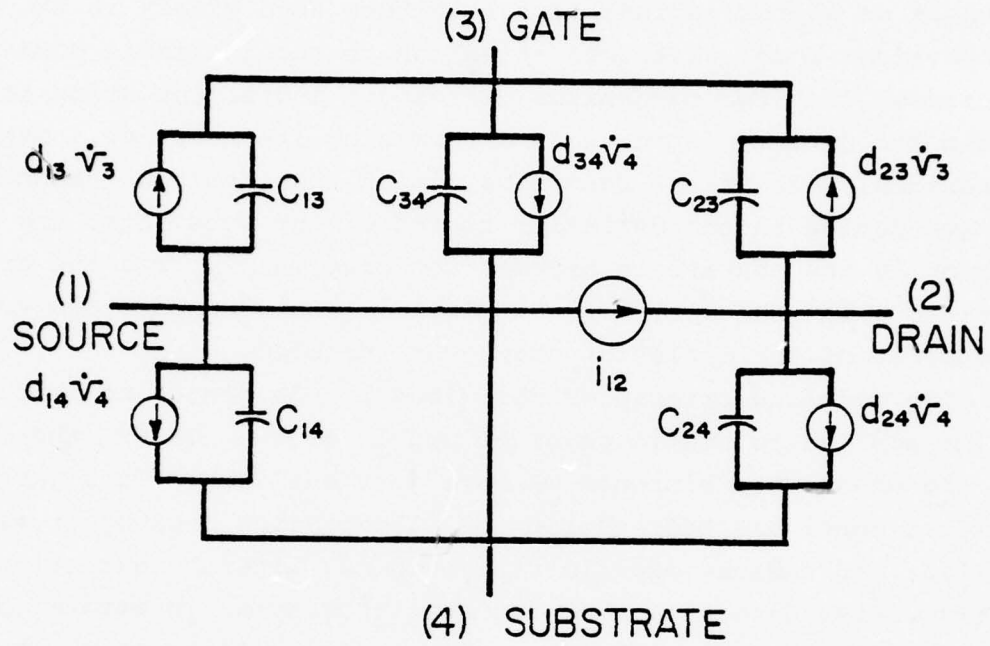 (3) GATE
d₁₃ v̇₃
C₁₃
C₃₄
d₃₄ v̇₄
C₂₃
d₂₃ v̇₃
(1)
SOURCE
(2)
DRAIN
i₁₂
d₁₄ v̇₄
C₁₄
C₂₄
d₂₄ v̇₄
(4) SUBSTRATE